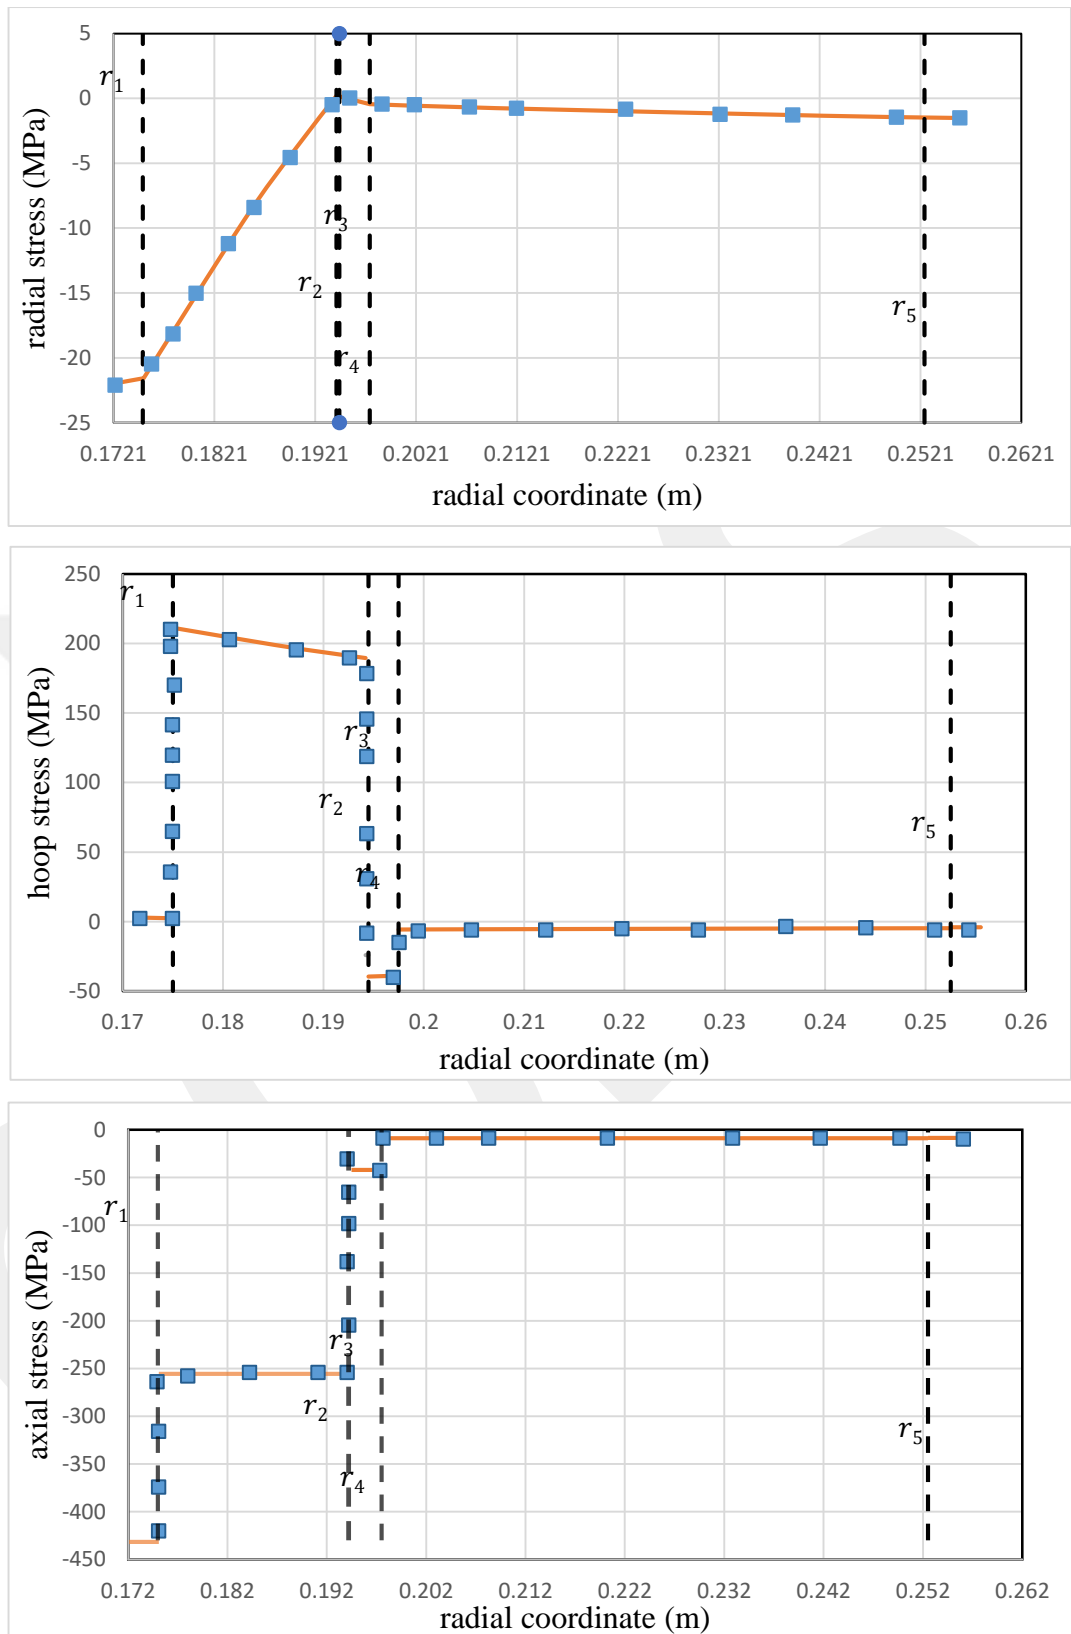 5
0
-5
-10
-15
-20
-25
radial stress (MPa)
r1
r3
r2
r4
r5
0.1721 0.1821 0.1921 0.2021 0.2121 0.2221 0.2321 0.2421 0.2521 0.2621
radial coordinate (m)
250
200
150
100
50
0
-50
hoop stress (MPa)
r1
r3
r2
r4
r5
0.17 0.18 0.19 0.2 0.21 0.22 0.23 0.24 0.25 0.26
radial coordinate (m)
0
-50
-100
-150
-200
-250
-300
-350
-400
-450
axial stress (MPa)
r1
r3
r2
r4
r5
0.172 0.182 0.192 0.202 0.212 0.222 0.232 0.242 0.252 0.262
radial coordinate (m)